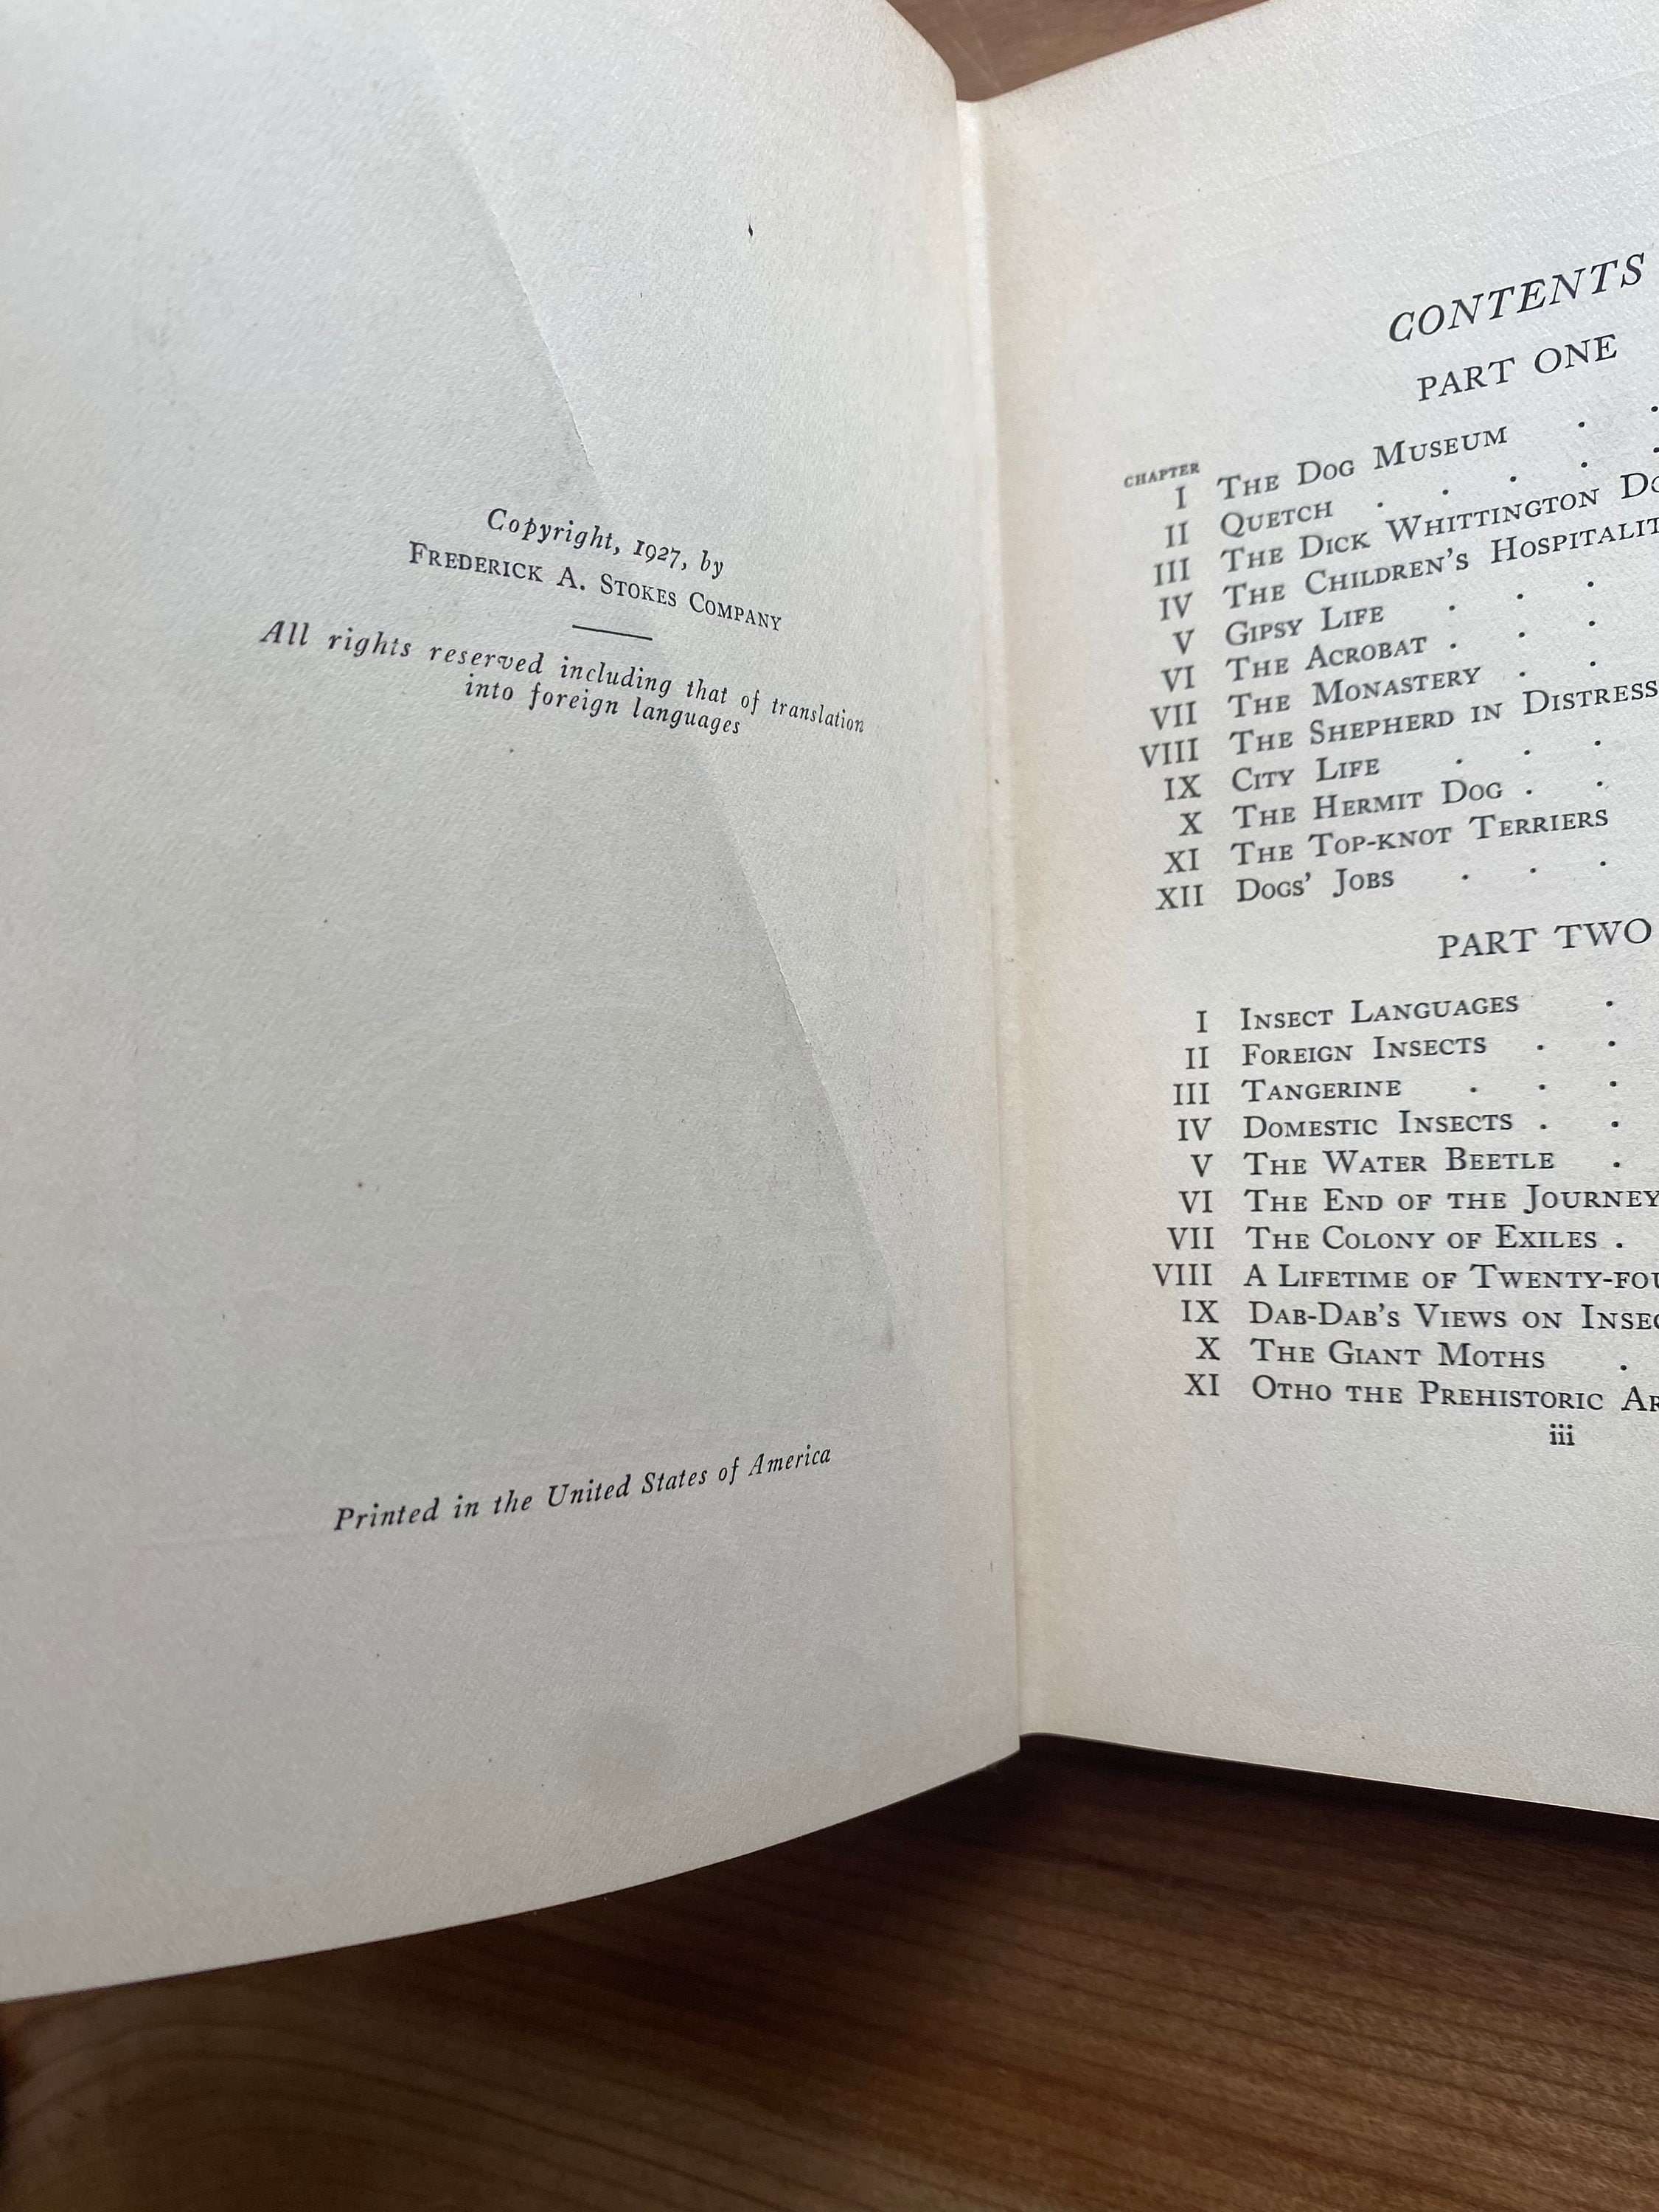 Copyright, 1927, by
FREDERICK A. STOKES COMPANY
All rights reserved including that of translation
into foreign languages
Printed in the United States of America
CONTENTS
PART ONE
CHAPTER
I THE DOG MUSEUM . .
II QUETCH . . . . .
III THE DICK WHITTINGTON
IV THE CHILDREN'S
V GIPSY LIFE . . .
VI THE ACROBAT . . .
VII THE MONASTERY . .
VIII THE SHEPHERD IN DISTRESS
IX CITY LIFE . . .
X THE HERMIT DOG . .
XI THE TOP-KNOT TERRIERS
XII DOGS' JOBS . . .
PART TWO
I INSECT LANGUAGES .
II FOREIGN INSECTS . .
III TANGERINE . . .
IV DOMESTIC INSECTS . .
V THE WATER BEETLE .
VI THE END OF THE JOURNEY
VII THE COLONY OF EXILES .
VIII A LIFETIME OF
IX DAB-DAB'S VIEWS ON
X THE GIANT MOTHS .
XI OTHO THE PREHISTORIC
iii